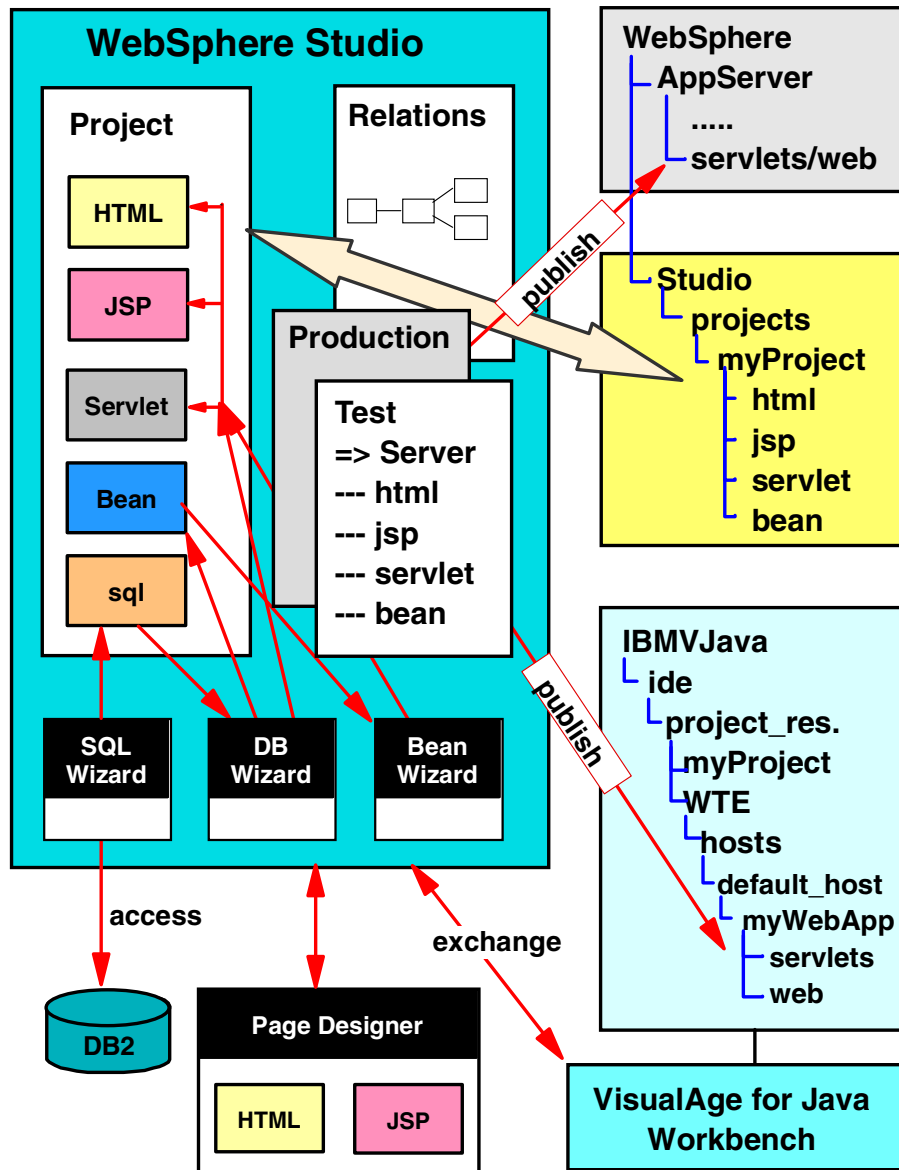 WebSphere Studio
Project
HTML
JSP
Servlet
Bean
sql
Relations
Production
Test
=> Server
--- html
--- jsp
--- servlet
--- bean
SQL
Wizard
DB
Wizard
Bean
Wizard
publish
publish
WebSphere
AppServer
.....
servlets/web
Studio
projects
myProject
html
jsp
servlet
bean
IBMVJava
ide
project_res.
myProject
WTE
hosts
default_host
myWebApp
servlets
web
access
exchange
DB2
Page Designer
HTML
JSP
VisualAge for Java
Workbench